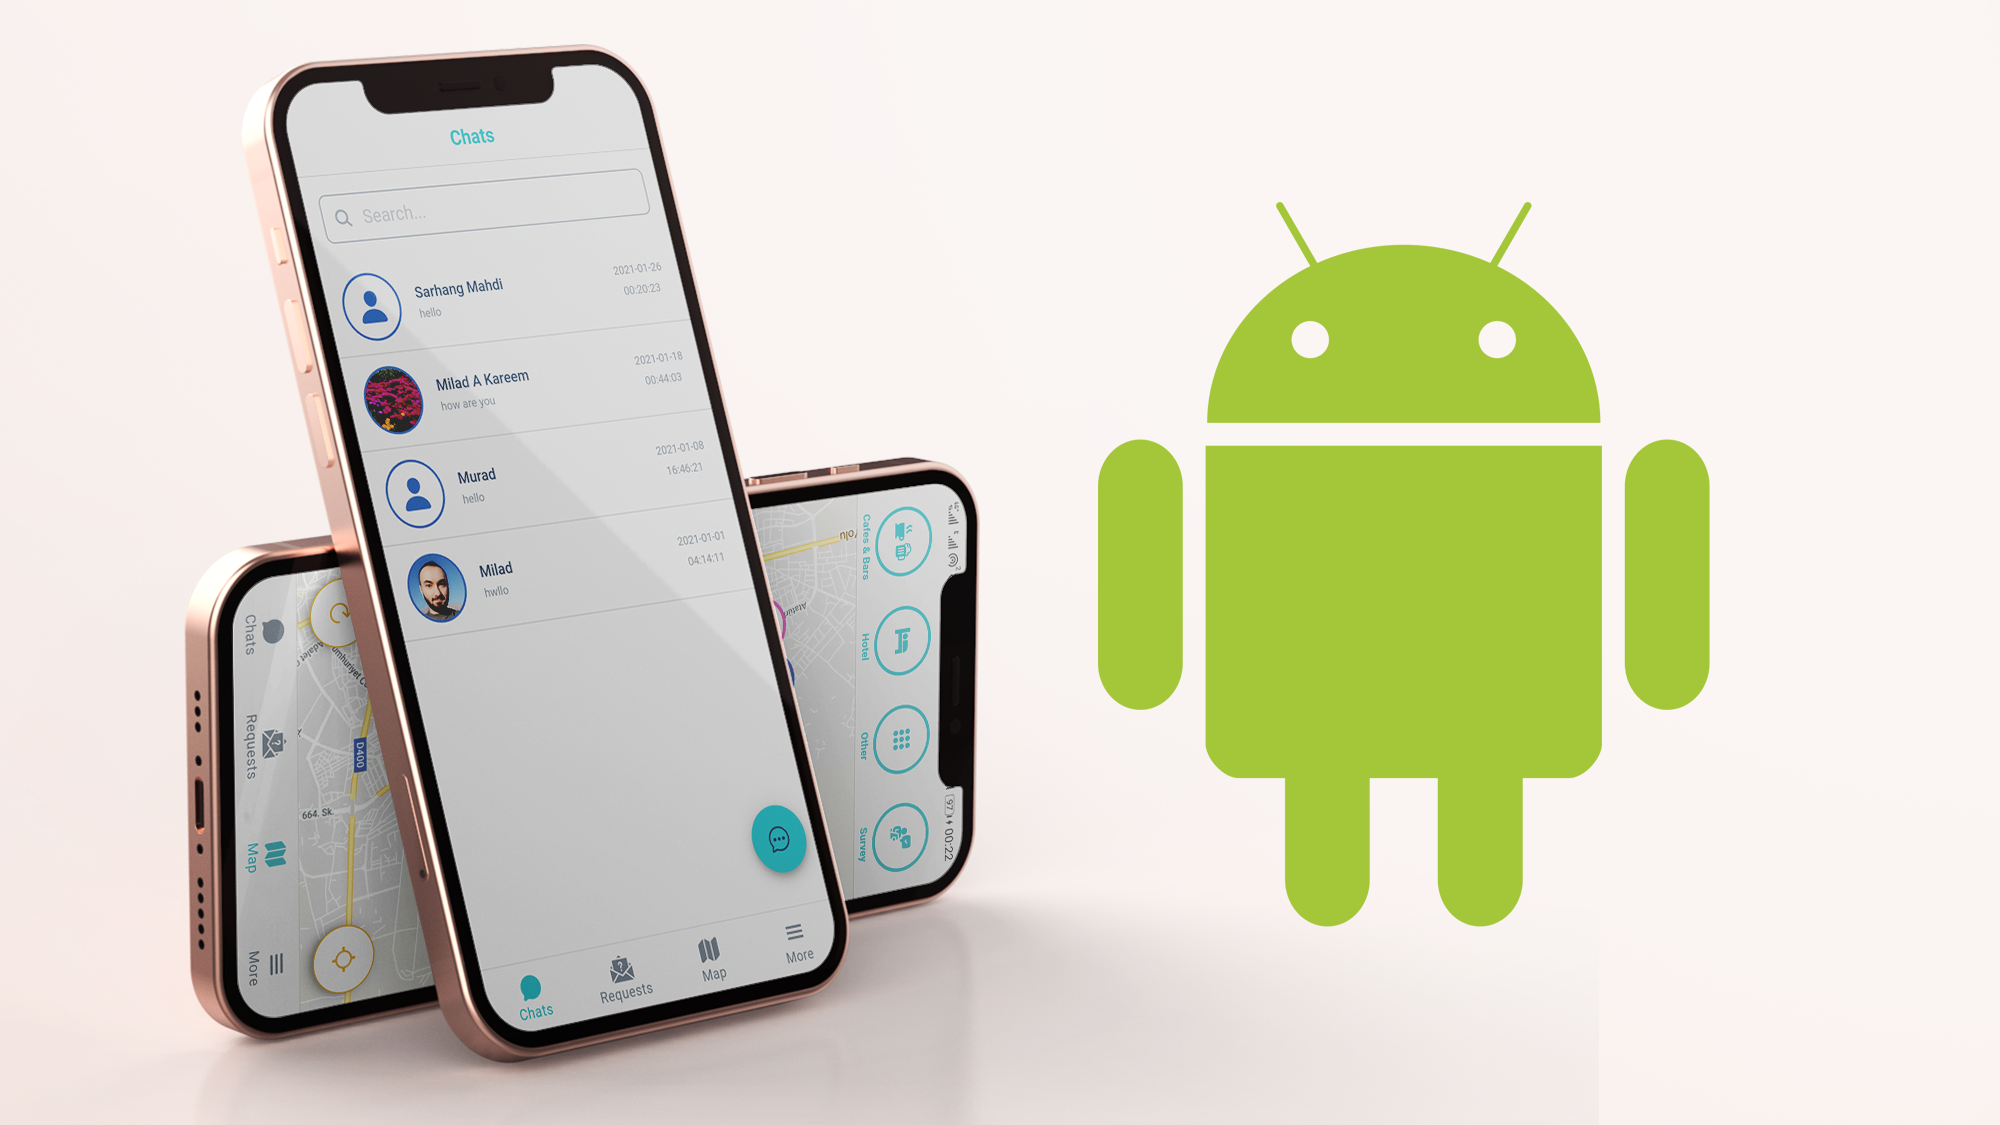 Chats
Search...
Sarhang Mahdi
hello
2021-01-26
00:20:23
Milad A Kareem
how are you
2021-01-18
00:44:03
Murad
hello
2021-01-08
16:46:21
Milad
hwllo
2021-01-01
04:14:11
Chats
Requests
Map
More
Chats
Requests
Map
More
Adalet
D400
664. Sk.
Cafes & Bars
Hotel
Other
Survey
97
00:22